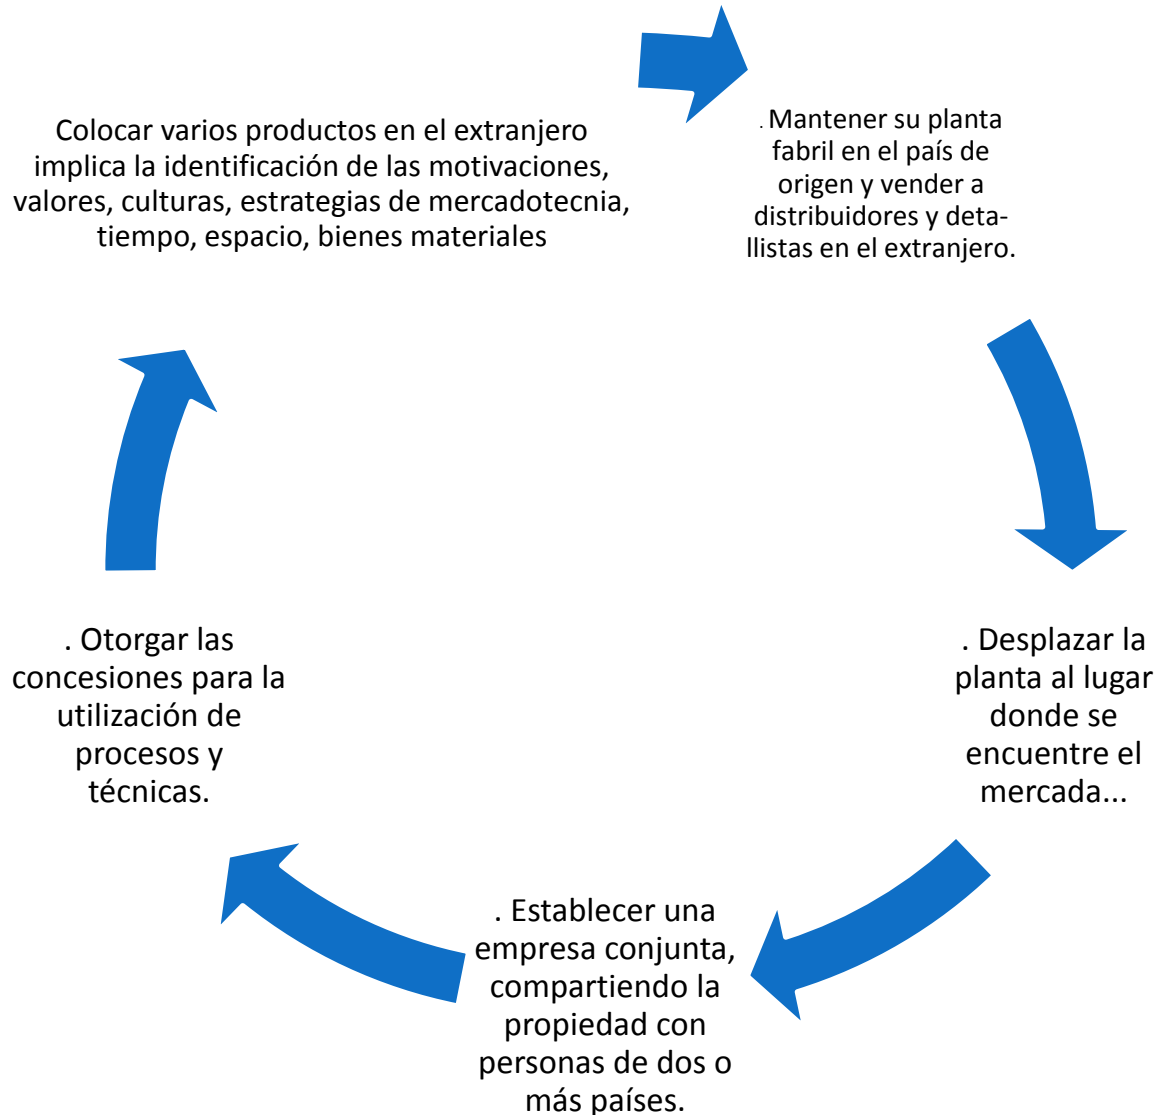 Colocar varios productos en el extranjero
implica la identificación de las motivaciones,
valores, culturas, estrategias de mercadotecnia,
tiempo, espacio, bienes materiales
. Mantener su planta
fabril en el país de
origen y vender a
distribuidores y deta-
llistas en el extranjero.
. Desplazar la
planta al lugar
donde se
encuentre el
mercada...
. Establecer una
empresa conjunta,
compartiendo la
propiedad con
personas de dos o
más países.
. Otorgar las
concesiones para la
utilización de
procesos y
técnicas.